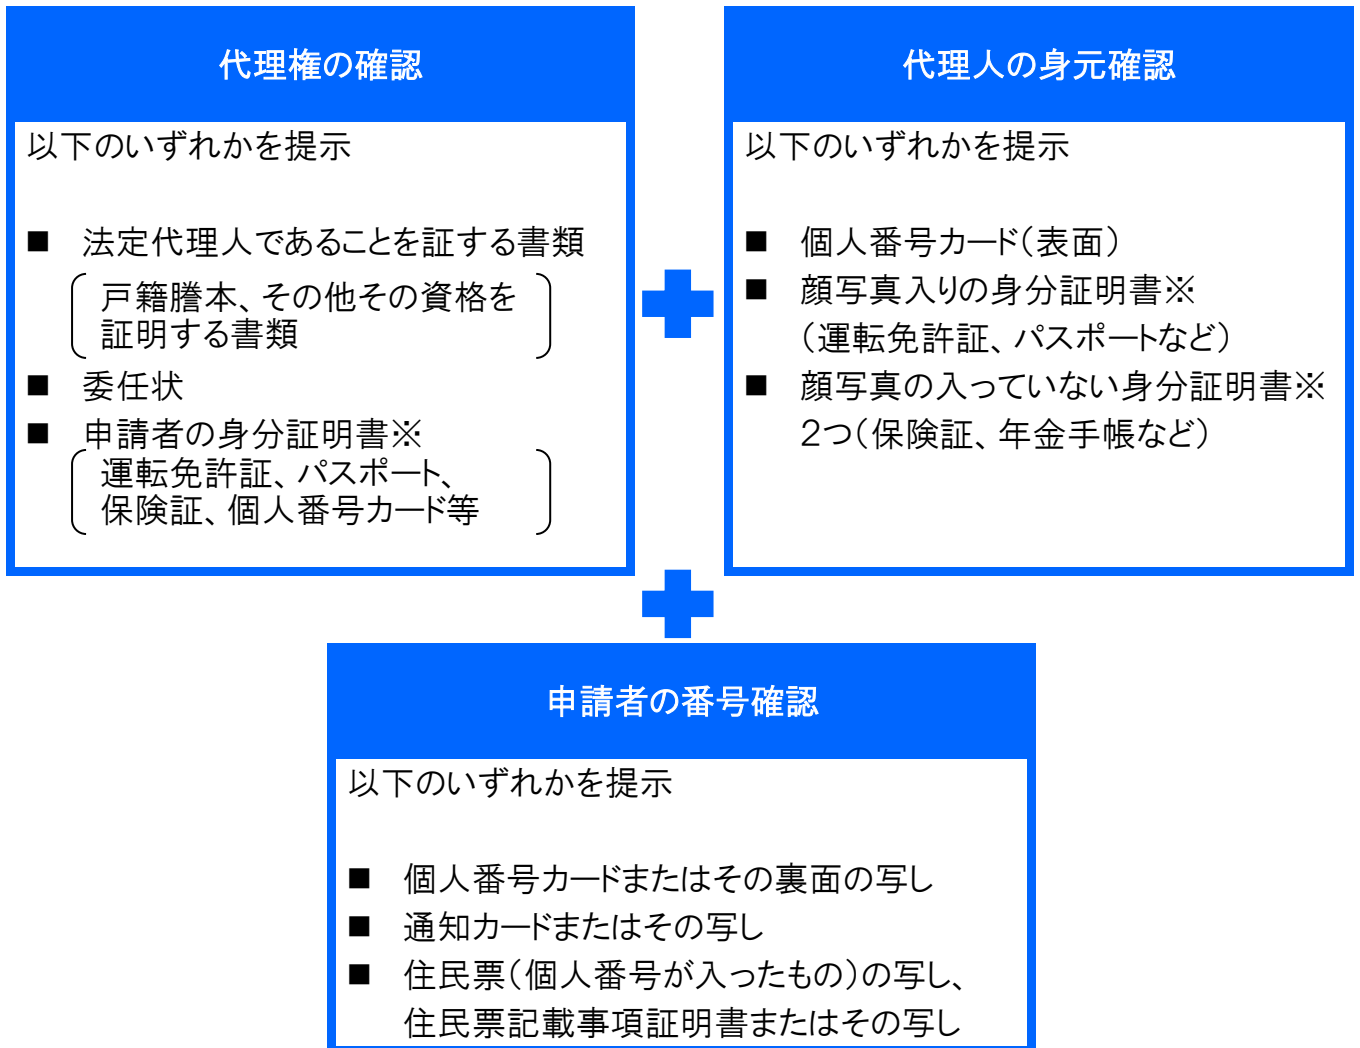 代理権の確認
以下のいずれかを提示
■ 法定代理人であることを証する書類
戸籍謄本、その他その資格を
証明する書類
■ 委任状
■ 申請者の身分証明書※
運転免許証、パスポート、
保険証、個人番号カード等
代理人の身元確認
以下のいずれかを提示
■ 個人番号カード(表面)
■ 顔写真入りの身分証明書※
(運転免許証、パスポートなど)
■ 顔写真の入っていない身分証明書※
2つ(保険証、年金手帳など)
申請者の番号確認
以下のいずれかを提示
■ 個人番号カードまたはその裏面の写し
■ 通知カードまたはその写し
■ 住民票(個人番号が入ったもの)の写し、
住民票記載事項証明書またはその写し